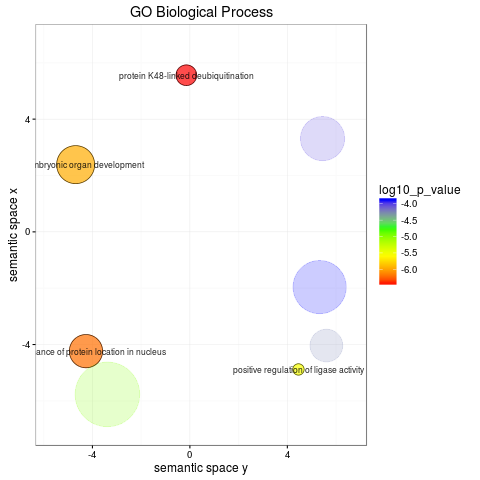 GO Biological Process
protein K48-linked deubiquitination
embryonic organ development
ance of protein location in nucleus
positive regulation of ligase activity
4
0
-4
-4
0
4
semantic space x
semantic space y
log10_p_value
-4.0
-4.5
-5.0
-5.5
-6.0